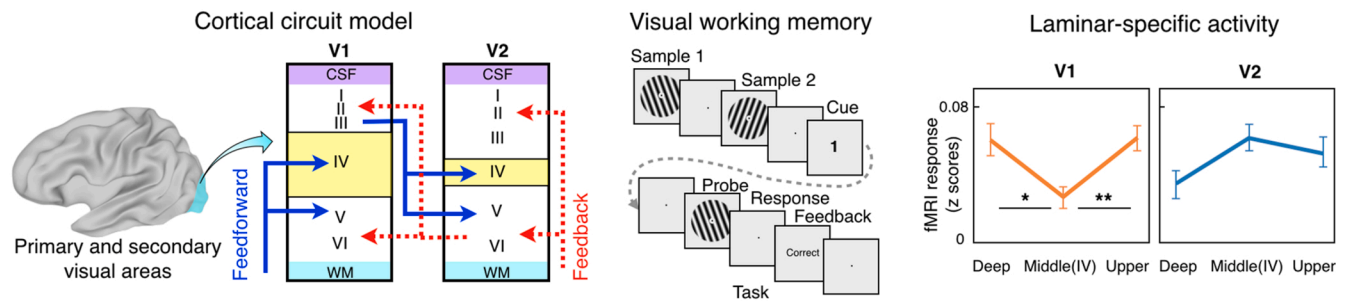 Cortical circuit model
V1
V2
CSF
CSF
I
II
III
IV
V
VI
WM
I
II
III
IV
V
VI
WM
Feedforward
Feedback
Primary and secondary
visual areas
Visual working memory
Sample 1
Sample 2
Cue
1
Probe
Response
Feedback
Correct
Task
Laminar-specific activity
V1
V2
fMRI response
(z scores)
0.08
0
*
**
Deep
Middle(IV)
Upper
Deep
Middle(IV)
Upper